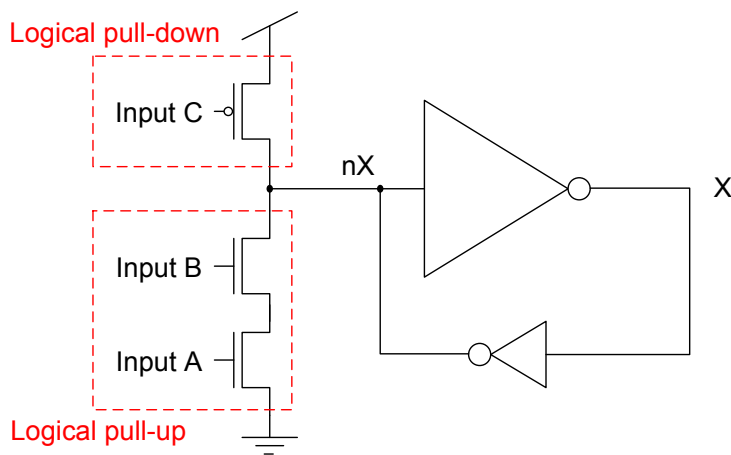 Logical pull-down
Input C
nX
X
Input B
Input A
Logical pull-up